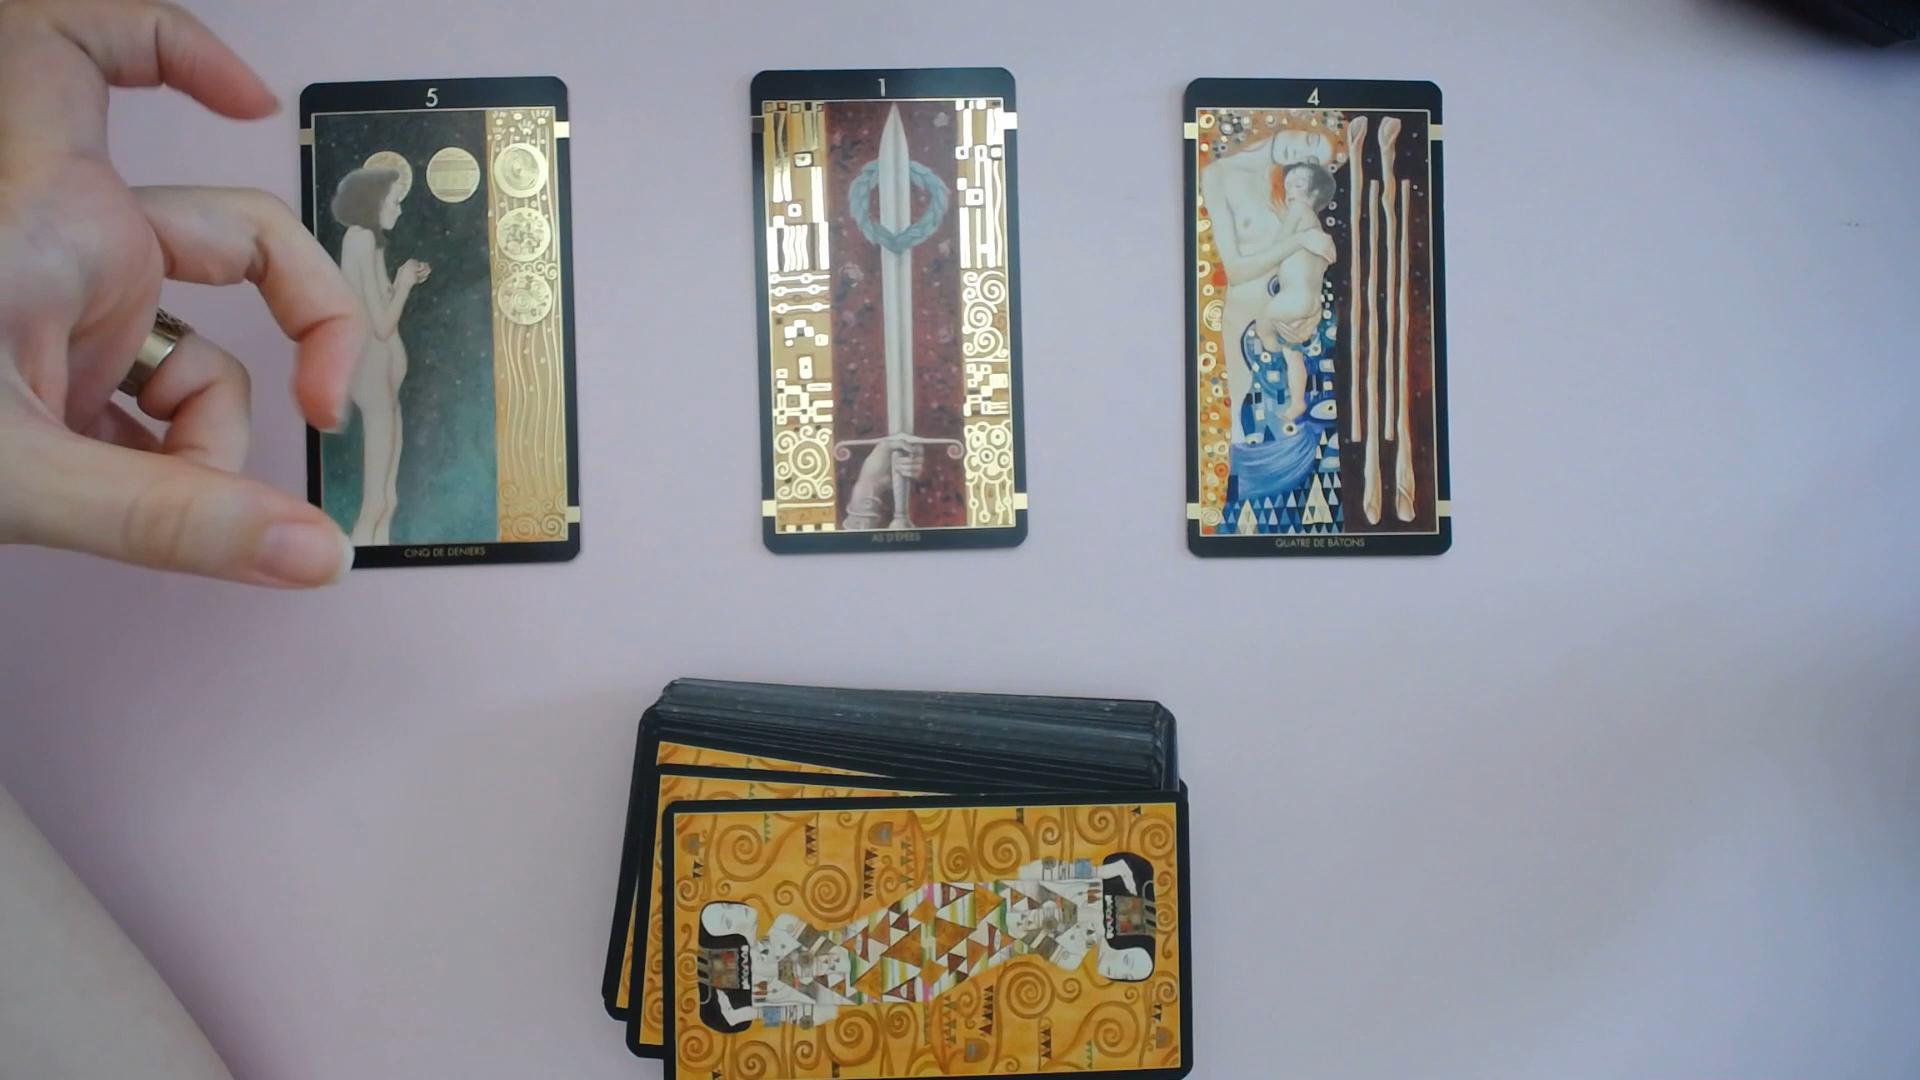 5
CINQ DE DENIERS
1
AS D'ÉPÉES
4
QUATRE DE BÂTONS